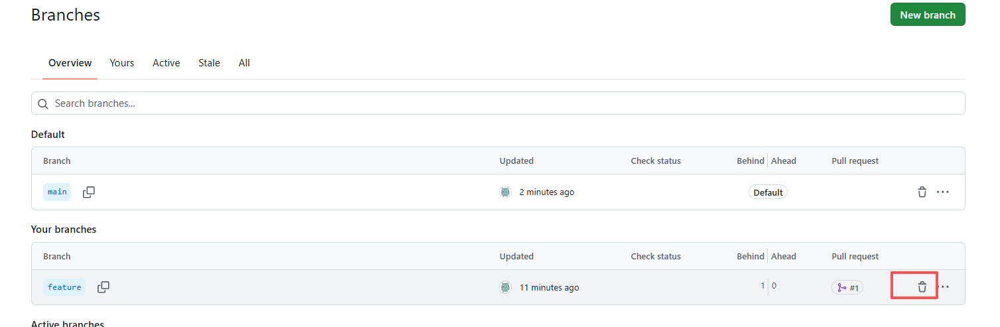 Branches
New branch
Overview Yours Active Stale All
Search branches...
Default
Branch Updated Check status Behind Ahead Pull request
main 2 minutes ago Default
Your branches
Branch Updated Check status Behind Ahead Pull request
feature 11 minutes ago 1 0 #1
Active branches